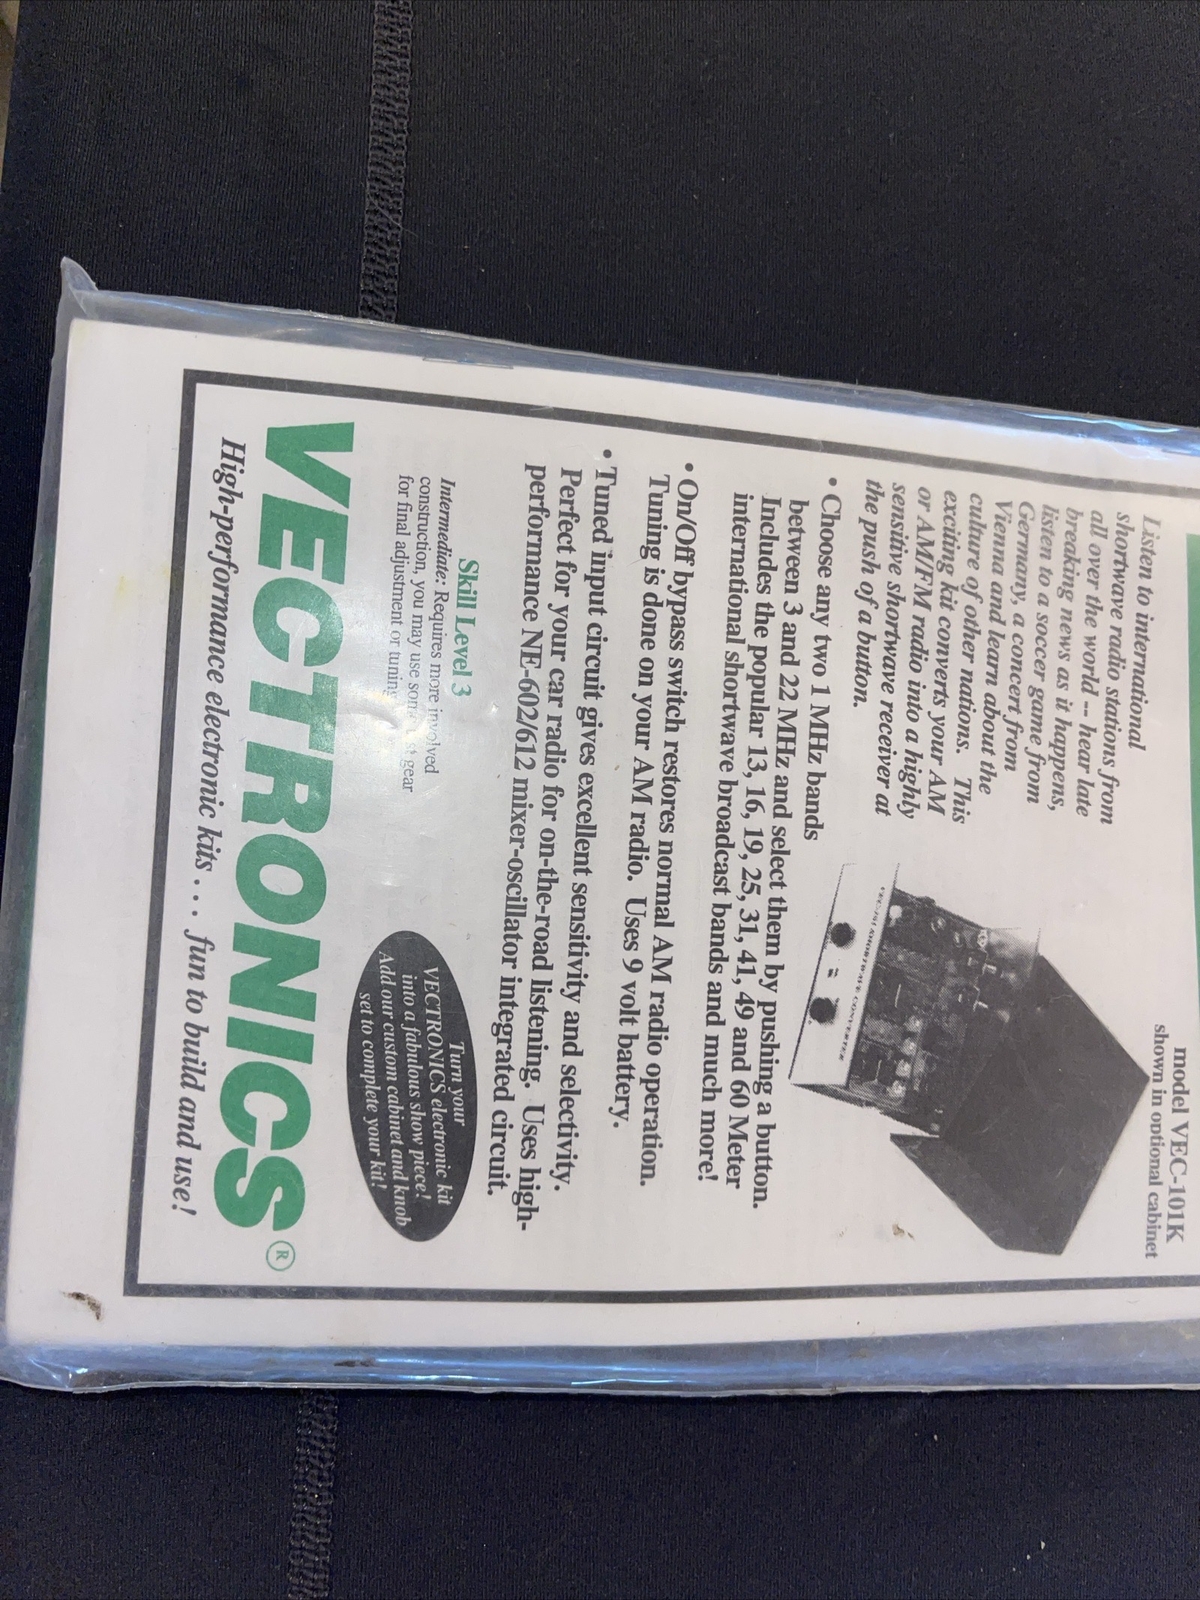 model VEC-101K
shown in optional cabinet
Listen to international
shortwave radio stations from
all over the world -- hear late
breaking news as it happens,
listen to a soccer game from
Germany, a concert from
Vienna and learn about the
culture of other nations. This
exciting kit converts your AM
or AM/FM radio into a highly
sensitive shortwave receiver at
the push of a button.
SHORTWAVE CONVERTER
• Choose any two 1 MHz bands
between 3 and 22 MHz and select them by pushing a button.
Includes the popular 13, 16, 19, 25, 31, 41, 49 and 60 Meter
international shortwave broadcast bands and much more!
• On/Off bypass switch restores normal AM radio operation.
Tuning is done on your AM radio. Uses 9 volt battery.
• Tuned input circuit gives excellent sensitivity and selectivity.
Perfect for your car radio for on-the-road listening. Uses high-
performance NE-602/612 mixer-oscillator integrated circuit.
Skill Level 3
Intermediate: Requires more involved
construction, you may use some gear
for final adjustment or tuning
Turn your
VECTRONICS electronic kit
into a fabulous show piece!
Add our custom cabinet and knob
set to complete your kit!
VECTRONICS®
High-performance electronic kits . . . fun to build and use!